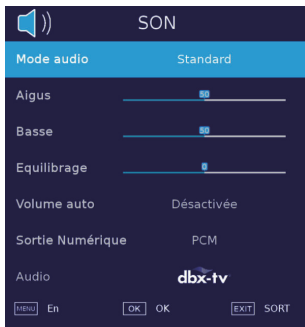 SON
Mode audio Standard
Aigus 50
Basse 50
Equilibrage 0
Volume auto Désactivée
Sortie Numérique PCM
Audio dbx-tv
MENU En OK OK EXIT SORT